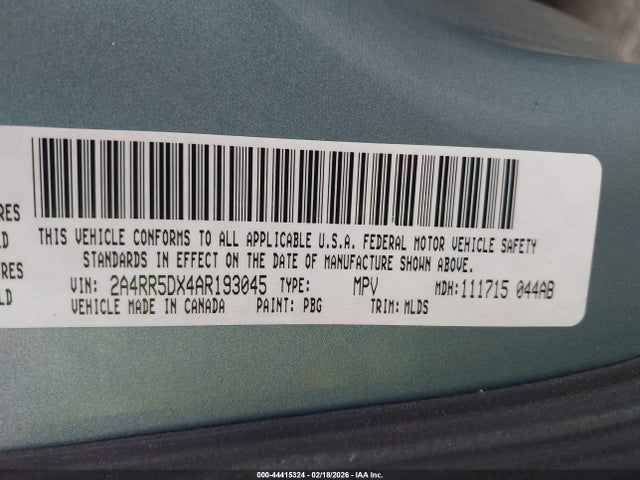 RES
LD
RES
LD
THIS VEHICLE CONFORMS TO ALL APPLICABLE U.S.A. FEDERAL MOTOR VEHICLE SAFETY
STANDARDS IN EFFECT ON THE DATE OF MANUFACTURE SHOWN ABOVE.
VIN: 2A4RR5DX4AR193045 TYPE: MPV MDH:111715 044AB
VEHICLE MADE IN CANADA PAINT: PBG TRIM: MLDS
000-44415324 - 02/18/2026 - IAA Inc.